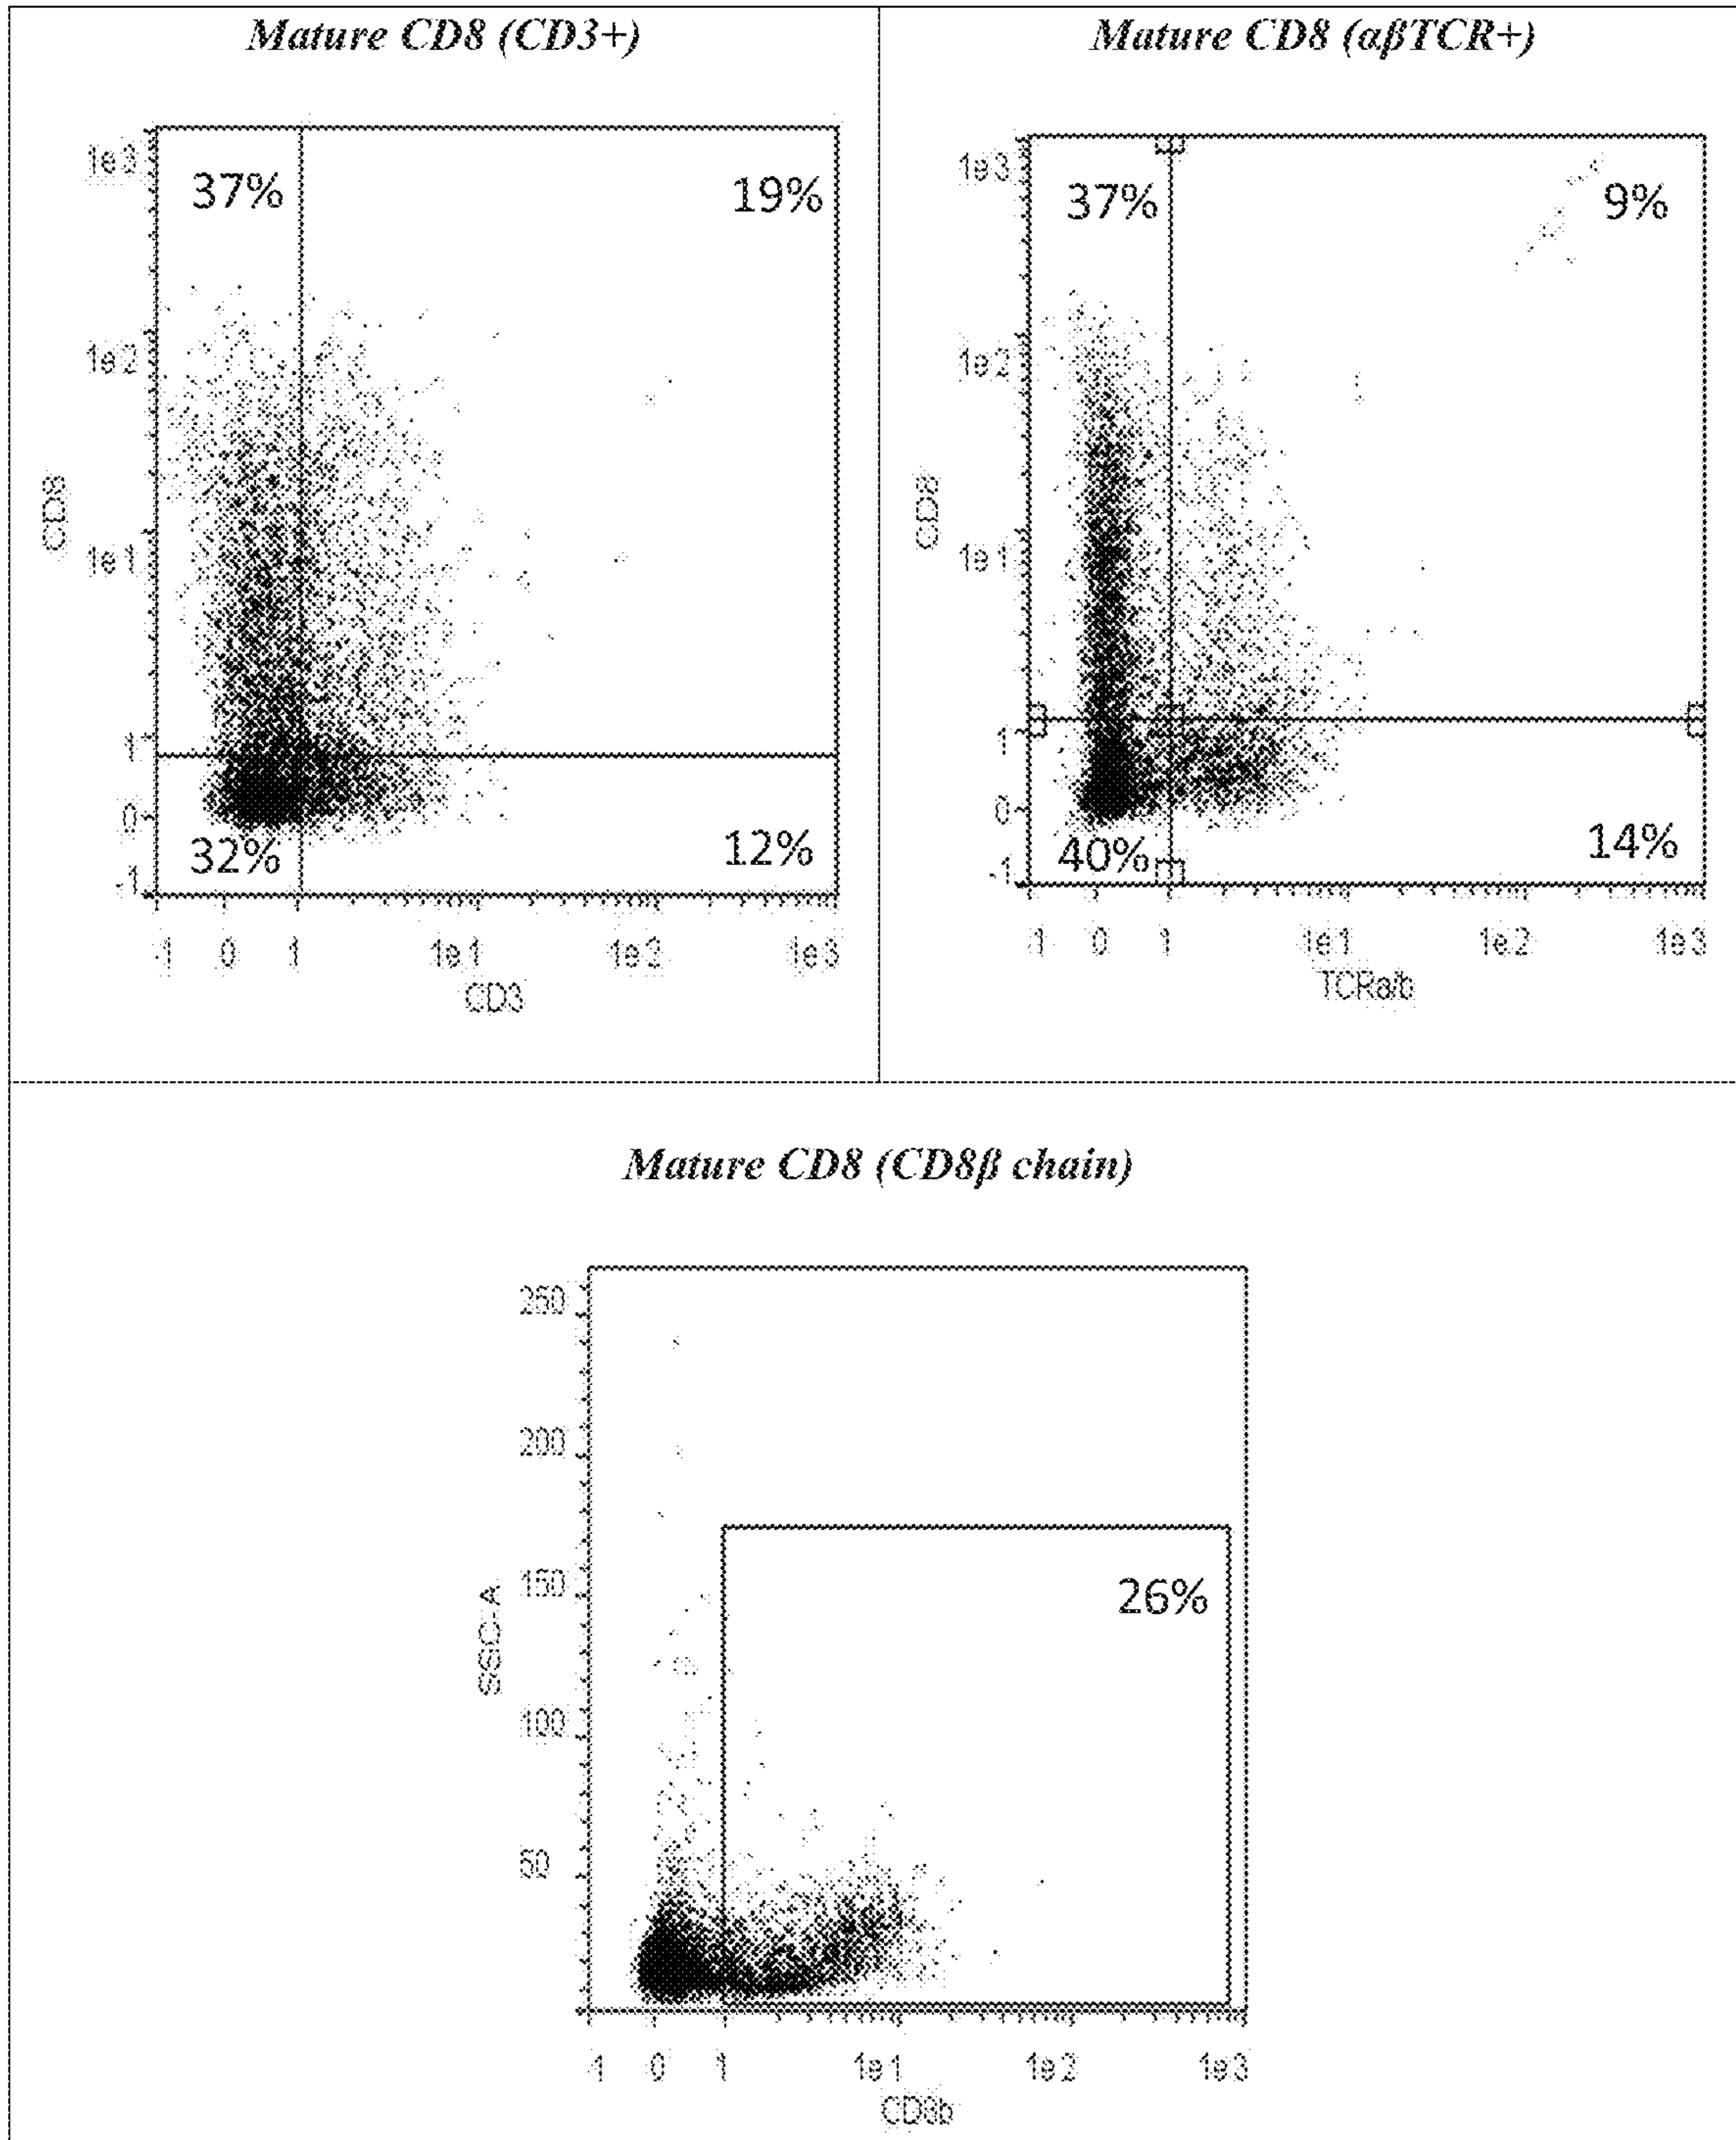 Mature CD8 (CD3+)
1e3
37%
19%
1e2
CD8
1e1
1
0
32%
12%
-1
-1 0 1 1e1 1e2 1e3
CD3
Mature CD8 (αβTCR+)
1e3
37%
9%
1e2
CD8
1e1
1
0
40%
14%
-1
-1 0 1 1e1 1e2 1e3
TCRa/b
Mature CD8 (CD8β chain)
250
200
150
26%
SSC-A
100
50
-1 0 1 1e1 1e2 1e3
CD8b